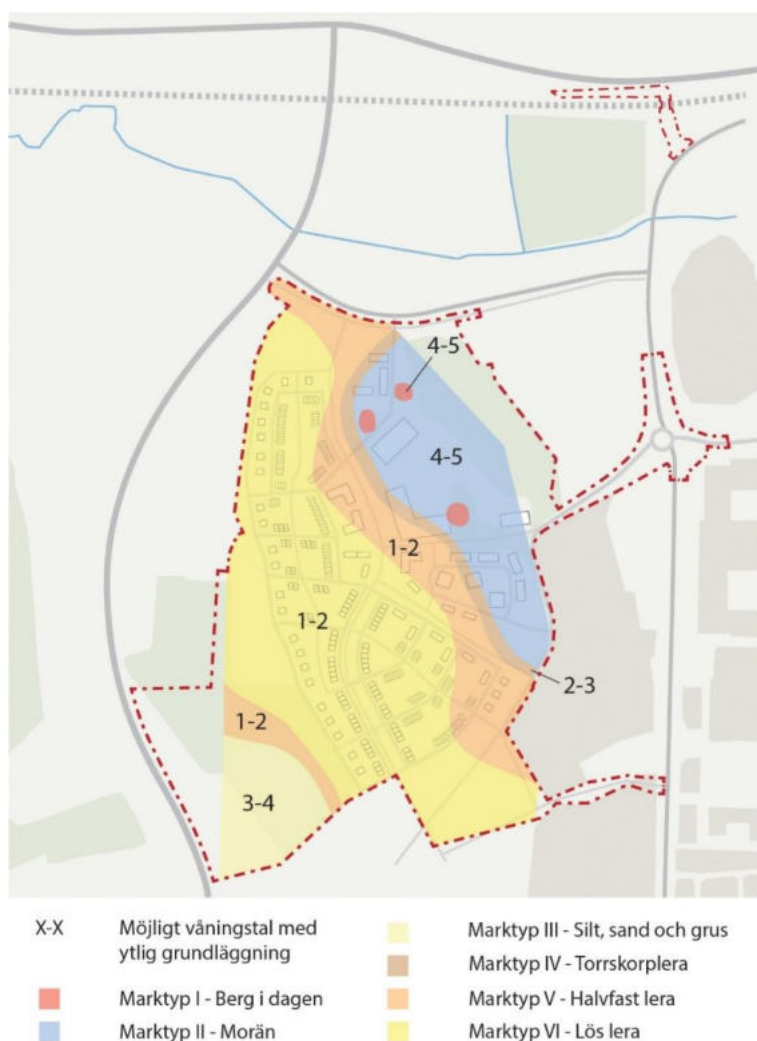 4-5
4-5
1-2
1-2
2-3
1-2
3-4
X-X Möjligt våningstal med
ytlig grundläggning
Marktyp I - Berg i dagen
Marktyp II - Morän
Marktyp III - Silt, sand och grus
Marktyp IV - Torrskorplera
Marktyp V - Halvfast lera
Marktyp VI - Lös lera